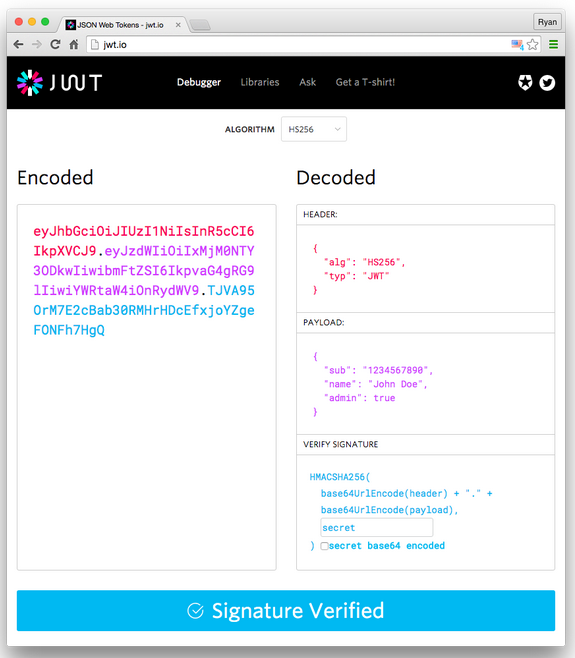 JSON Web Tokens - jwt.io
Ryan
jwt.io
4
JWT
Debugger Libraries Ask Get a T-shirt!
ALGORITHM HS256
Encoded
eyJhbGciOiJIUzI1NiIsInR5cCI6
IkpXVCJ9.eyJzdWIiOiIxMjM0NTY
3ODkwIiwibmFtZSI6IkpvaG4gRG9
lIiwiYWRtaW4iOnRydWV9.TJVA95
OrM7E2cBab30RMHrHDcEfxjoYZge
FONFh7HgQ
Decoded
HEADER:
{
"alg": "HS256",
"typ": "JWT"
}
PAYLOAD:
{
"sub": "1234567890",
"name": "John Doe",
"admin": true
}
VERIFY SIGNATURE
HMACSHA256(
base64UrlEncode(header) + "." +
base64UrlEncode(payload),
secret
) secret base64 encoded
Signature Verified